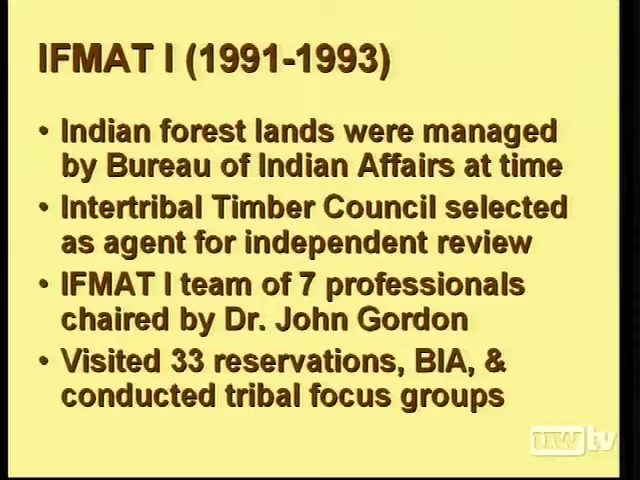 IFMAT I (1991-1993)
• Indian forest lands were managed
by Bureau of Indian Affairs at time
• Intertribal Timber Council selected
as agent for independent review
• IFMAT I team of 7 professionals
chaired by Dr. John Gordon
• Visited 33 reservations, BIA, &
conducted tribal focus groups
uwtv